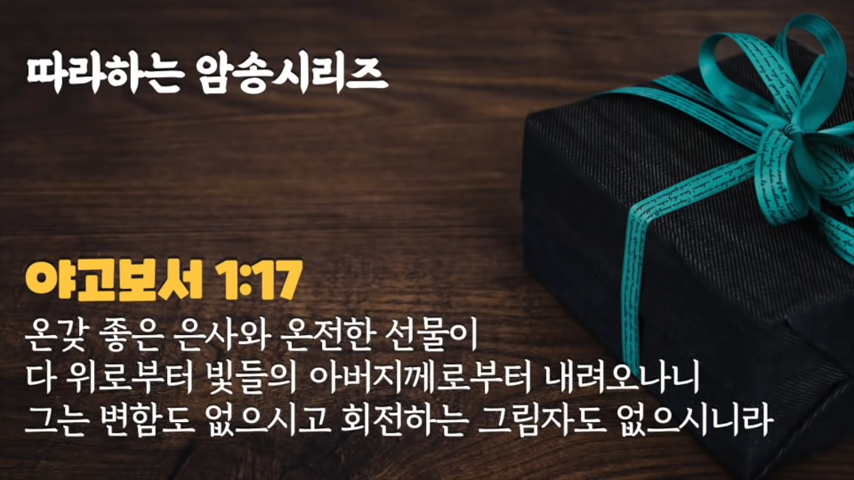 따라하는 암송시리즈
야고보서 1:17
온갖 좋은 은사와 온전한 선물이
다 위로부터 빛들의 아버지께로부터 내려오나니
그는 변함도 없으시고 회전하는 그림자도 없으시니라